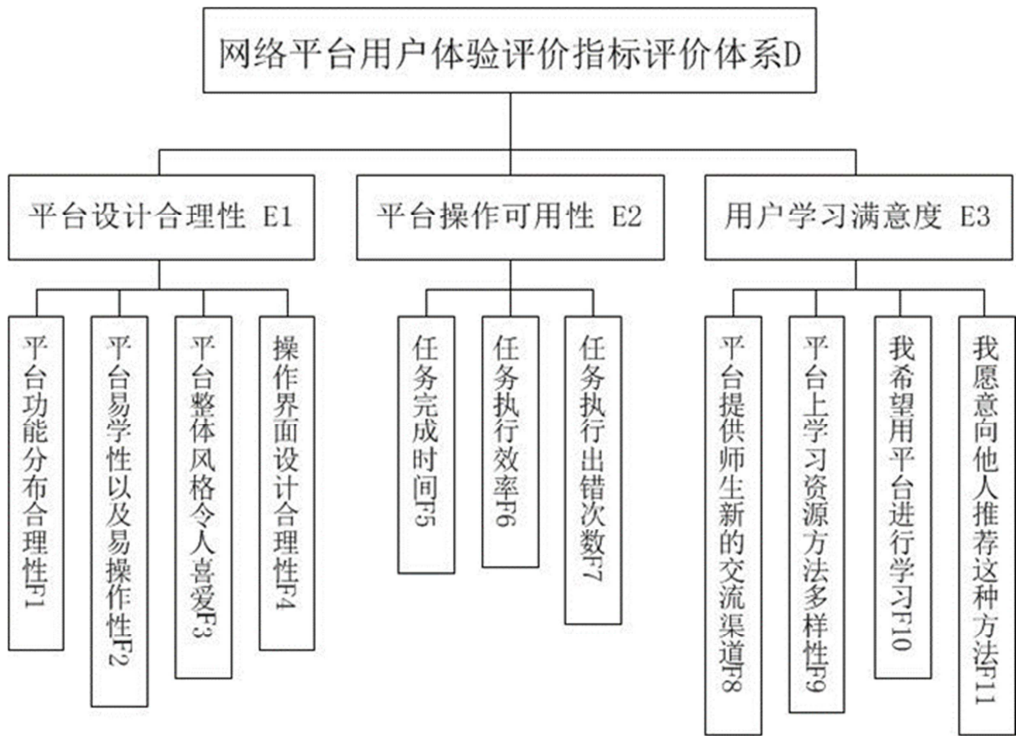 网络平台用户体验评价指标评价体系D
平台设计合理性 E1
平台操作可用性 E2
用户学习满意度 E3
平台功能分布合理性F1
平台易学性以及易操作性F2
平台整体风格令人喜爱F3
操作界面设计合理性F4
任务完成时间F5
任务执行效率F6
任务执行出错次数F7
平台提供师生新的交流渠道F8
平台上学习资源方法多样性F9
我希望用平台进行学习F10
我愿意向他人推荐这种方法F11